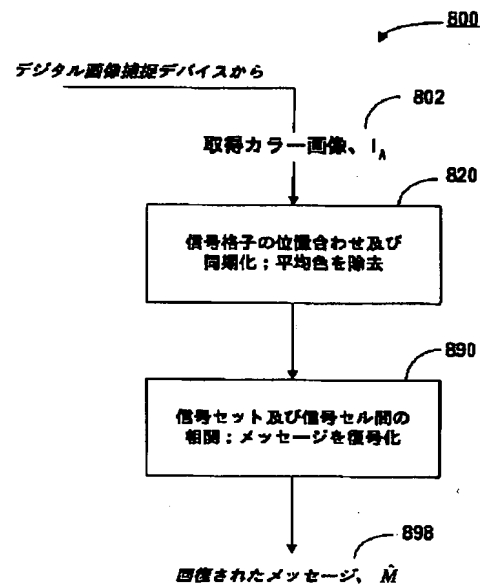 800
デジタル画像捕捉デバイスから
802
取得カラー画像、I_A
820
信号格子の位置合わせ及び
同期化；平均色を除去
890
信号セット及び信号セル間の
相関；メッセージを復号化
898
回復されたメッセージ、 M̂